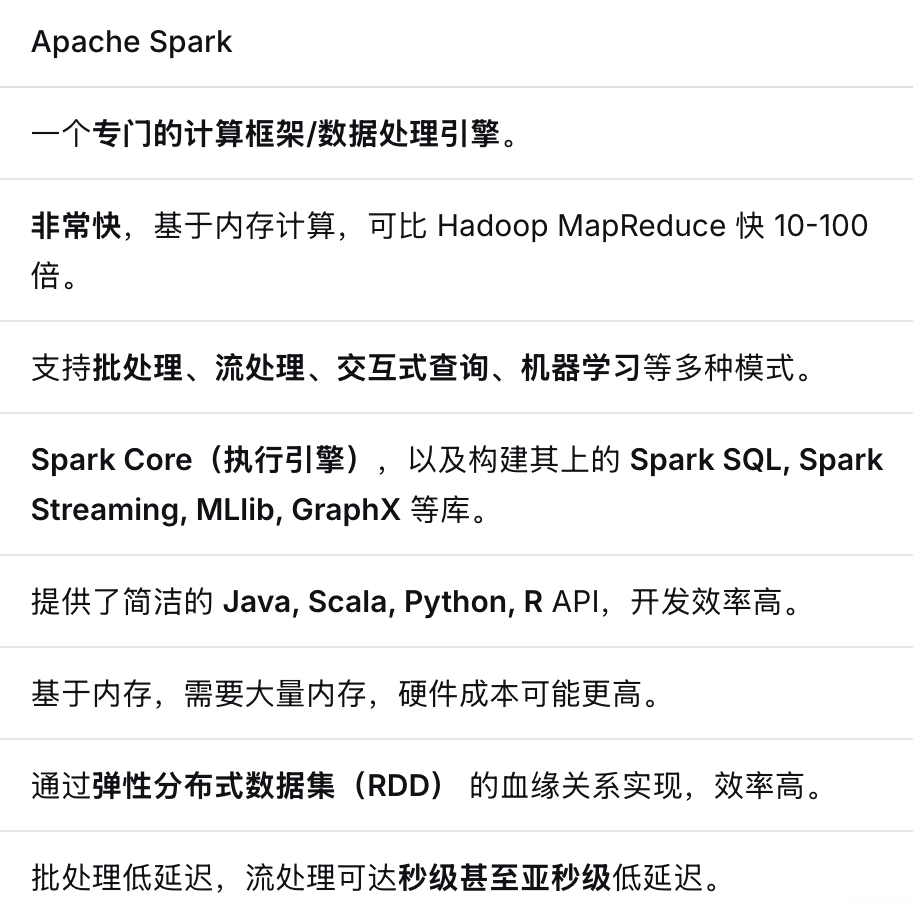 Apache Spark
一个专门的计算框架/数据处理引擎。
非常快，基于内存计算，可比 Hadoop MapReduce 快 10-100
倍。
支持批处理、流处理、交互式查询、机器学习等多种模式。
Spark Core（执行引擎），以及构建其上的 Spark SQL, Spark
Streaming, MLlib, GraphX 等库。
提供了简洁的 Java, Scala, Python, R API，开发效率高。
基于内存，需要大量内存，硬件成本可能更高。
通过弹性分布式数据集（RDD） 的血缘关系实现，效率高。
批处理低延迟，流处理可达秒级甚至亚秒级低延迟。